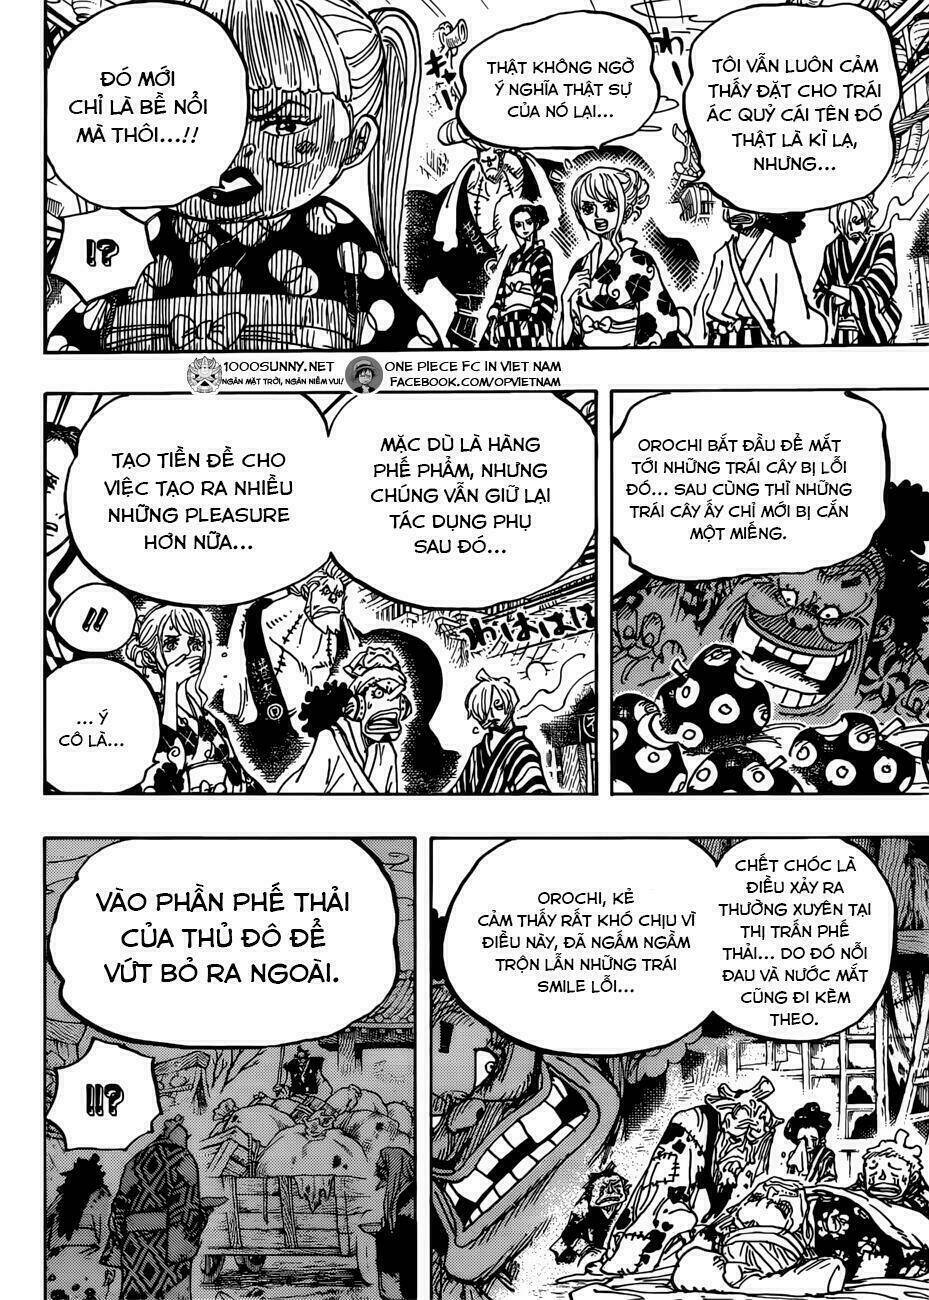 TÔI VẪN LUÔN CẢM
THẤY ĐẶT CHO TRÁI
ÁC QUỶ CÁI TÊN ĐÓ
THẬT LÀ KÌ LẠ,
NHƯNG...
THẬT KHÔNG NGỜ
Ý NGHĨA THẬT SỰ
CỦA NÓ LẠI...
ĐÓ MỚI
CHỈ LÀ BỀ NỔI
MÀ THÔI...!!
!?
1000SUNNY.NET
NGÂN MẶT TRỜI, NGÀN NIỀM VUI!
ONE PIECE FC IN VIET NAM
FACEBOOK.COM/OPVIETNAM
OROCHI BẮT ĐẦU ĐỂ MẮT
TỚI NHỮNG TRÁI CÂY BỊ LỖI
ĐÓ... SAU CÙNG THÌ NHỮNG
TRÁI CÂY ẤY CHỈ MỚI BỊ CẮN
MỘT MIẾNG.
MẶC DÙ LÀ HÀNG
PHẾ PHẨM, NHƯNG
CHÚNG VẪN GIỮ LẠI
TÁC DỤNG PHỤ
SAU ĐÓ...
TẠO TIỀN ĐỀ CHO
VIỆC TẠO RA NHIỀU
NHỮNG PLEASURE
HƠN NỮA...
!!
... Ý
CÔ LÀ...
わはははは
CHẾT CHÓC LÀ
ĐIỀU XẢY RA
THƯỜNG XUYÊN TẠI
THỊ TRẤN PHẾ
THẢI... DO ĐÓ NỖI
ĐAU VÀ NƯỚC MẮT
CŨNG ĐI KÈM
THEO.
OROCHI, KẺ
CẢM THẤY RẤT KHÓ CHỊU VÌ
ĐIỀU NÀY, ĐÃ NGẤM NGẦM
TRỘN LẪN NHỮNG TRÁI
SMILE LỖI...
VÀO PHẦN PHẾ THẢI
CỦA THỦ ĐÔ ĐỂ
VỨT BỎ RA NGOÀI.
!!?